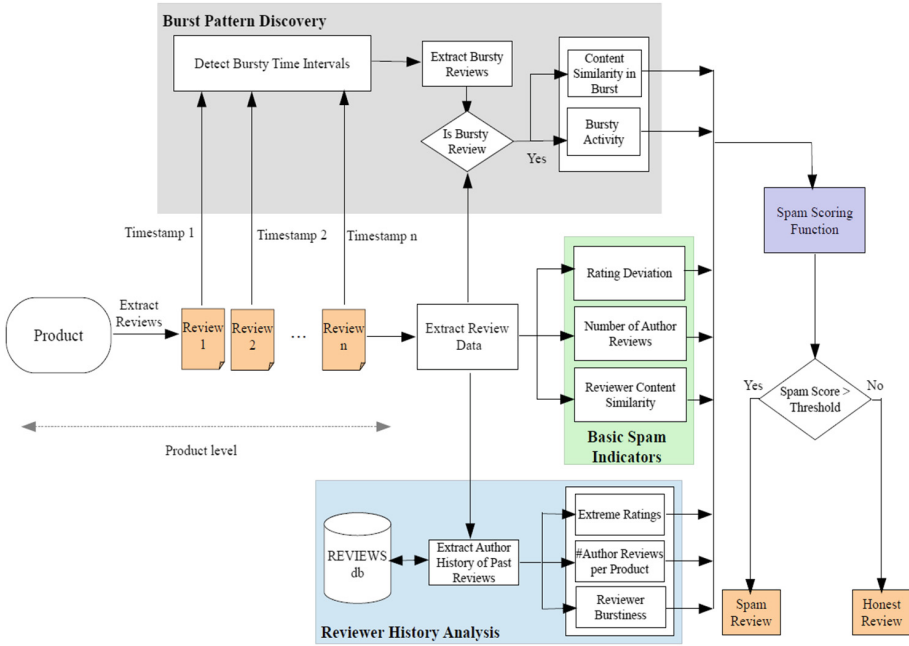 Burst Pattern Discovery
Detect Bursty Time Intervals
Extract Bursty
Reviews
Content
Similarity in
Burst
Is Bursty
Review
Yes
Bursty
Activity
Timestamp 1
Timestamp 2
Timestamp n
Spam Scoring
Function
Product
Extract
Reviews
Review
1
Review
2
...
Review
n
Extract Review
Data
Rating Deviation
Number of Author
Reviews
Reviewer Content
Similarity
Basic Spam
Indicators
Product level
Yes
Spam Score >
Threshold
No
REVIEWS
db
Extract Author
History of Past
Reviews
Extreme Ratings
#Author Reviews
per Product
Reviewer
Burstiness
Reviewer History Analysis
Spam
Review
Honest
Review